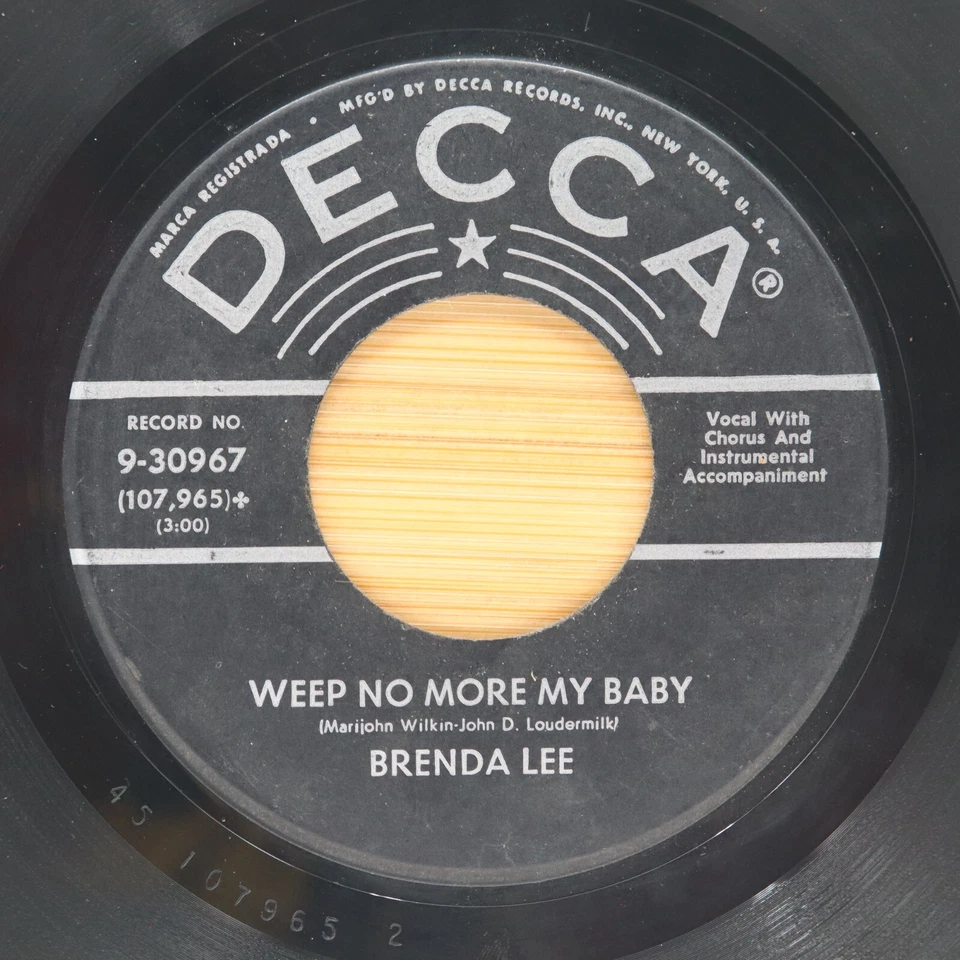 MARCA REGISTRADA • MFG'D BY DECCA RECORDS, INC., NEW YORK, U. S. A.
DECCA®
RECORD NO.
9-30967
(107,965)✤
(3:00)
Vocal With
Chorus And
Instrumental
Accompaniment
WEEP NO MORE MY BABY
(Marijohn Wilkin-John D. Loudermilk)
BRENDA LEE
45 107965 2